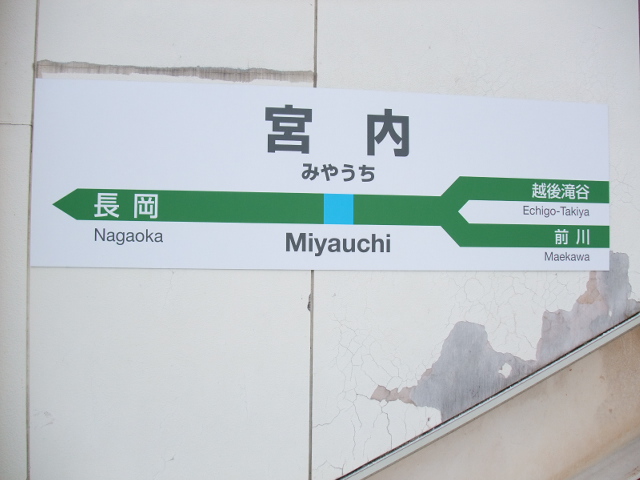 宮内
みやうち
長岡
Nagaoka
Miyauchi
越後滝谷
Echigo-Takiya
前川
Maekawa